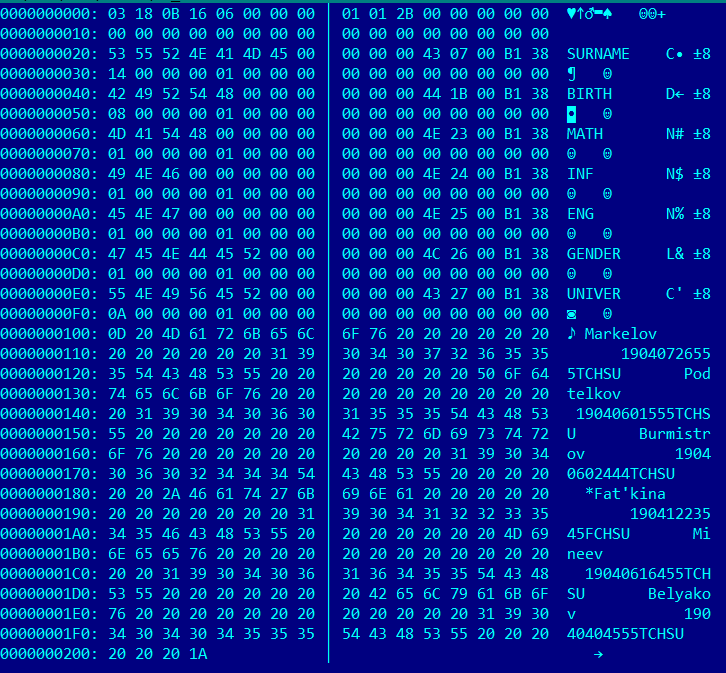 0000000000: 03 18 0B 16 06 00 00 00 | 01 01 2B 00 00 00 00 00 ♥↑♂▬♠   ☺☺+
0000000010: 00 00 00 00 00 00 00 00 | 00 00 00 00 00 00 00 00
0000000020: 53 55 52 4E 41 4D 45 00 | 00 00 00 43 07 00 B1 38 SURNAME    C• ±8
0000000030: 14 00 00 00 01 00 00 00 | 00 00 00 00 00 00 00 00 ¶   ☺
0000000040: 42 49 52 54 48 00 00 00 | 00 00 00 44 1B 00 B1 38 BIRTH      D← ±8
0000000050: 08 00 00 00 01 00 00 00 | 00 00 00 00 00 00 00 00 ◘   ☺
0000000060: 4D 41 54 48 00 00 00 00 | 00 00 00 4E 23 00 B1 38 MATH       N# ±8
0000000070: 01 00 00 00 01 00 00 00 | 00 00 00 00 00 00 00 00 ☺   ☺
0000000080: 49 4E 46 00 00 00 00 00 | 00 00 00 4E 24 00 B1 38 INF        N$ ±8
0000000090: 01 00 00 00 01 00 00 00 | 00 00 00 00 00 00 00 00 ☺   ☺
00000000A0: 45 4E 47 00 00 00 00 00 | 00 00 00 4E 25 00 B1 38 ENG        N% ±8
00000000B0: 01 00 00 00 01 00 00 00 | 00 00 00 00 00 00 00 00 ☺   ☺
00000000C0: 47 45 4E 44 45 52 00 00 | 00 00 00 4C 26 00 B1 38 GENDER     L& ±8
00000000D0: 01 00 00 00 01 00 00 00 | 00 00 00 00 00 00 00 00 ☺   ☺
00000000E0: 55 4E 49 56 45 52 00 00 | 00 00 00 43 27 00 B1 38 UNIVER     C' ±8
00000000F0: 0A 00 00 00 01 00 00 00 | 00 00 00 00 00 00 00 00 ◙   ☺
0000000100: 0D 20 4D 61 72 6B 65 6C | 6F 76 20 20 20 20 20 20 ♪ Markelov
0000000110: 20 20 20 20 20 20 31 39 | 30 34 30 37 32 36 35 35       1904072655
0000000120: 35 54 43 48 53 55 20 20 | 20 20 20 20 20 50 6F 64 5TCHSU       Pod
0000000130: 74 65 6C 6B 6F 76 20 20 | 20 20 20 20 20 20 20 20 telkov
0000000140: 20 31 39 30 34 30 36 30 | 31 35 35 35 54 43 48 53  19040601555TCHS
0000000150: 55 20 20 20 20 20 20 20 | 42 75 72 6D 69 73 74 72 U       Burmistr
0000000160: 6F 76 20 20 20 20 20 20 | 20 20 20 20 31 39 30 34 ov          1904
0000000170: 30 36 30 32 34 34 34 54 | 43 48 53 55 20 20 20 20 0602444TCHSU
0000000180: 20 20 2A 46 61 74 27 6B | 69 6E 61 20 20 20 20 20   *Fat'kina
0000000190: 20 20 20 20 20 20 20 31 | 39 30 34 31 32 32 33 35        190412235
00000001A0: 34 35 46 43 48 53 55 20 | 20 20 20 20 20 20 4D 69 45FCHSU       Mi
00000001B0: 6E 65 65 76 20 20 20 20 | 20 20 20 20 20 20 20 20 neev
00000001C0: 20 20 31 39 30 34 30 36 | 31 36 34 35 35 54 43 48   19040616455TCH
00000001D0: 53 55 20 20 20 20 20 20 | 20 42 65 6C 79 61 6B 6F SU       Belyako
00000001E0: 76 20 20 20 20 20 20 20 | 20 20 20 20 20 31 39 30 v            190
00000001F0: 34 30 34 30 34 35 35 35 | 54 43 48 53 55 20 20 20 40404555TCHSU
0000000200: 20 20 20 1A |    →